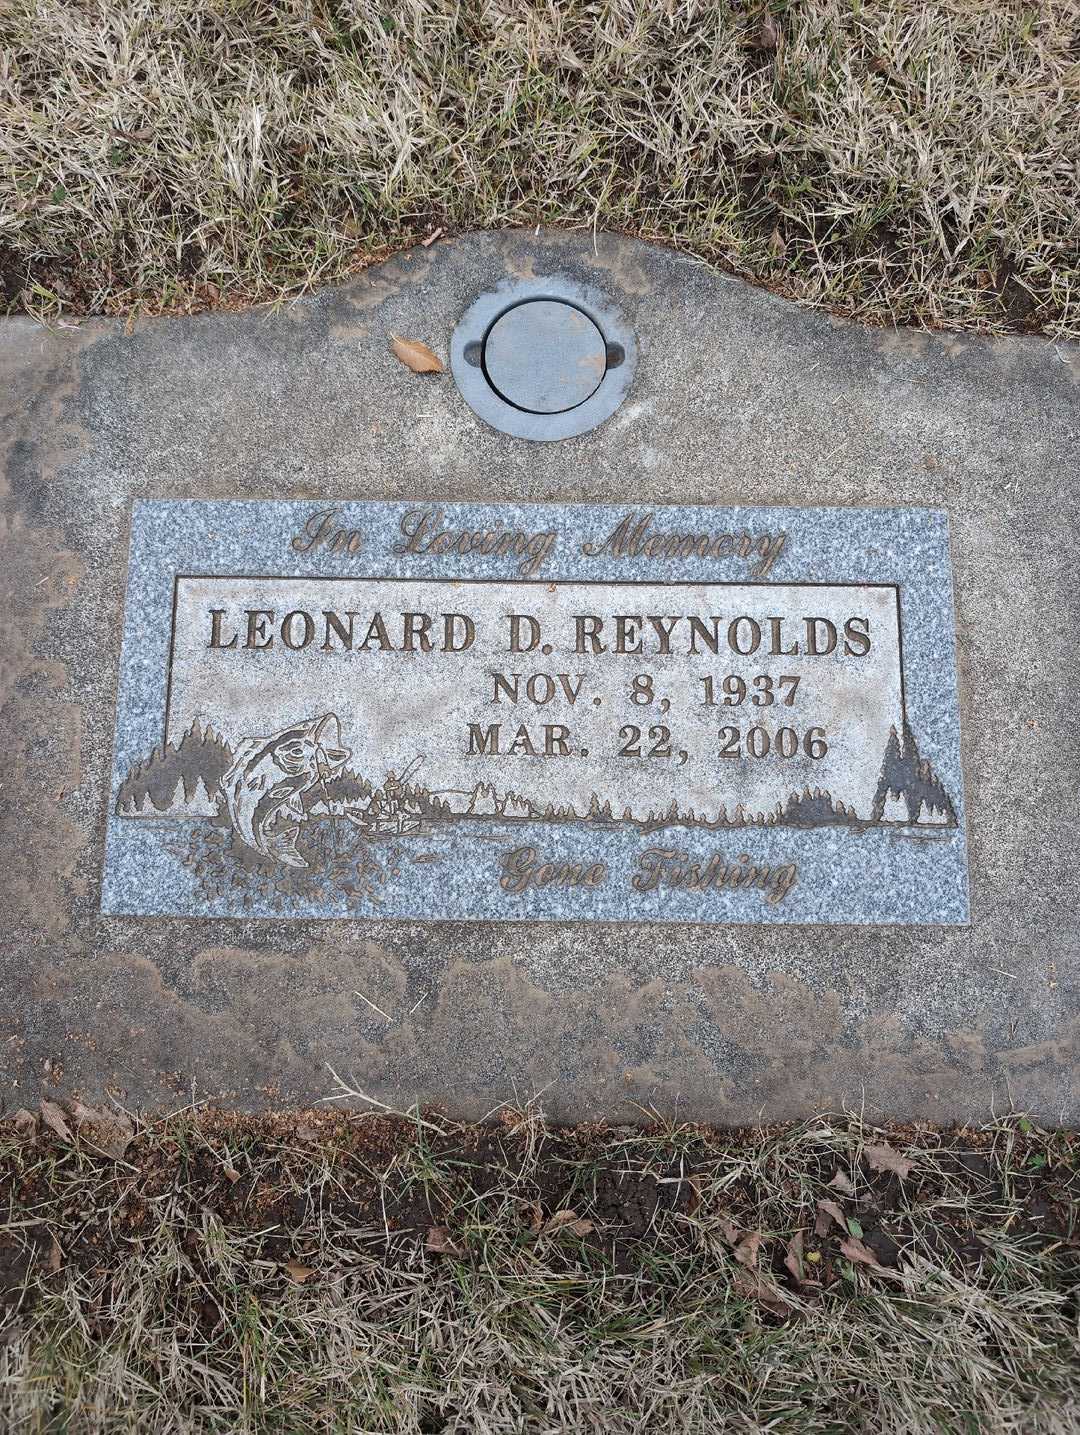 In Loving Memory
LEONARD D. REYNOLDS
NOV. 8, 1937
MAR. 22, 2006
Gone Fishing